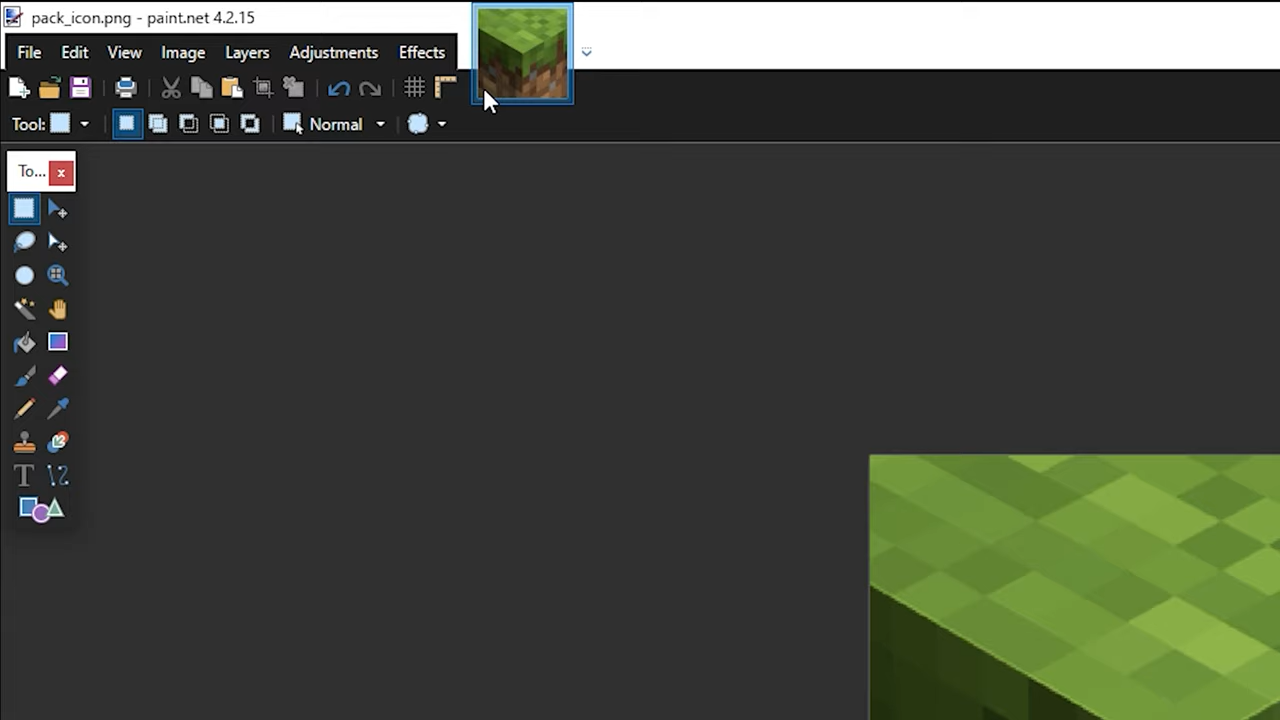 pack_icon.png - paint.net 4.2.15
File Edit View Image Layers Adjustments Effects
Tool: Normal
To... x